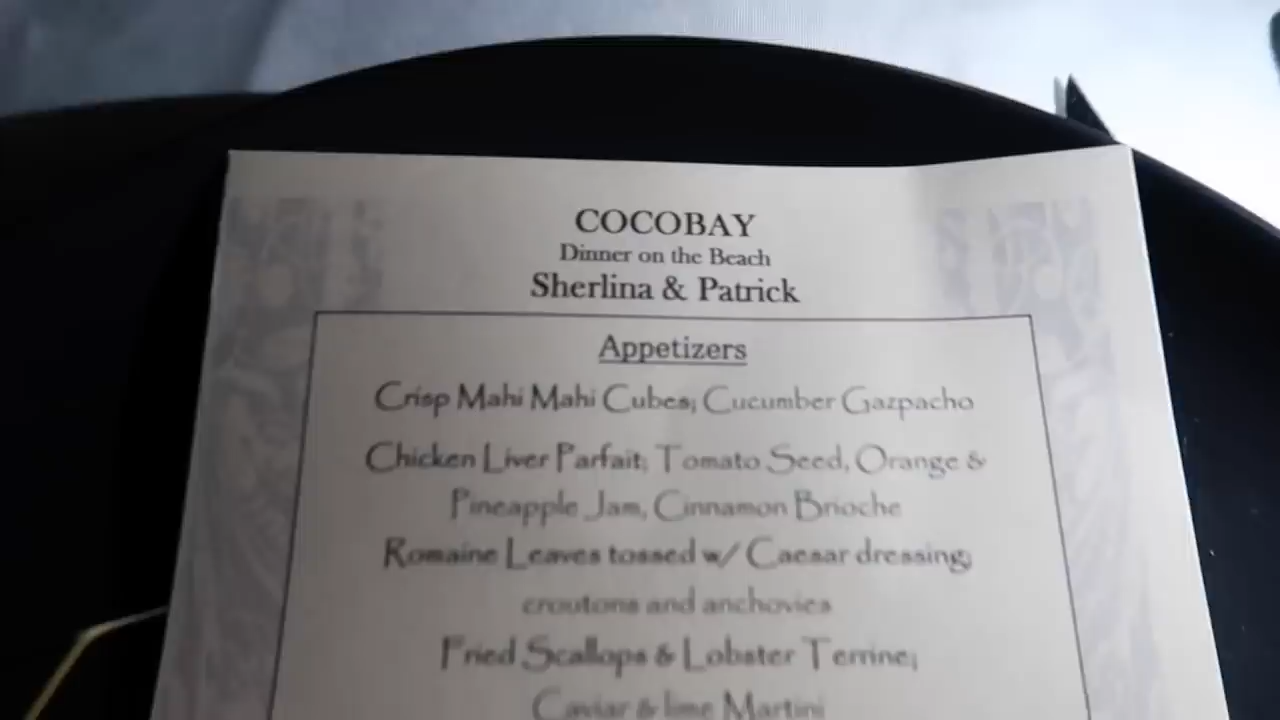 COCOBAY
Dinner on the Beach
Sherlina & Patrick
Appetizers
Crisp Mahi Mahi Cubes; Cucumber Gazpacho
Chicken Liver Parfait; Tomato Seed, Orange &
Pineapple Jam, Cinnamon Brioche
Romaine Leaves tossed w/ Caesar dressing;
croutons and anchovies
Fried Scallops & Lobster Terrine;
Caviar & lime Martini